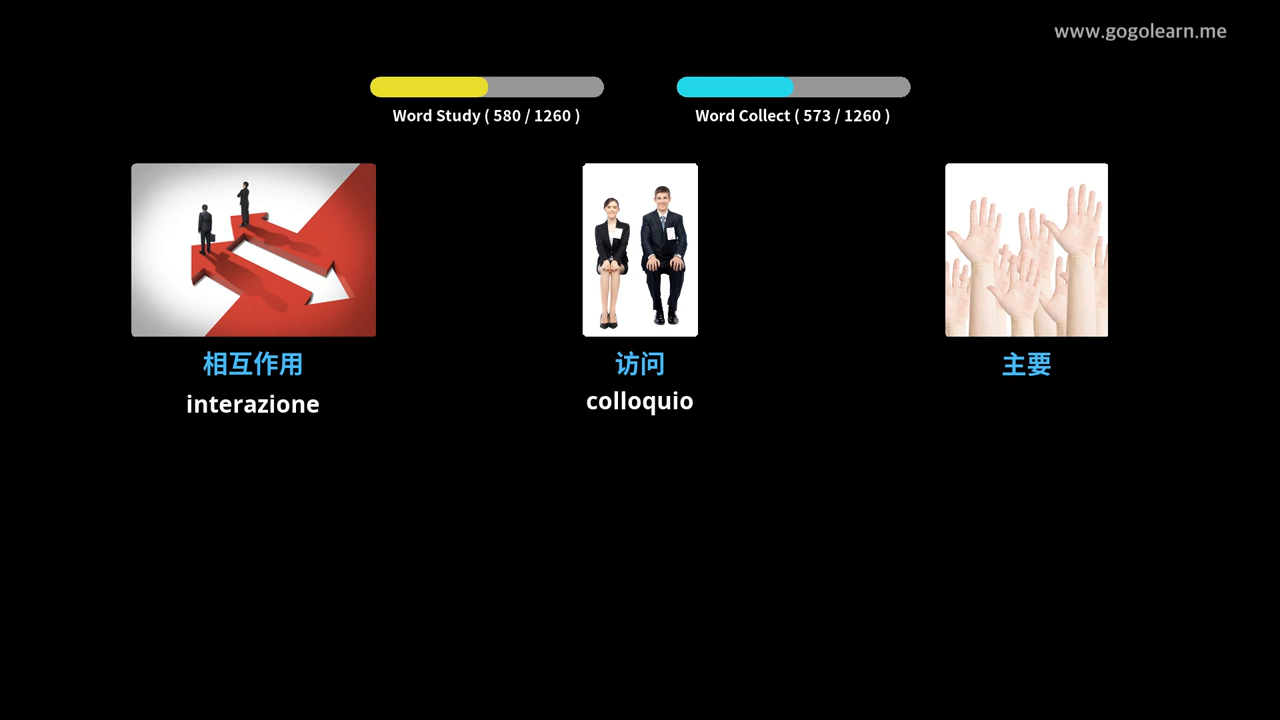 www.gogolearn.me
Word Study ( 580 / 1260 )
Word Collect ( 573 / 1260 )
相互作用
访问
主要
interazione
colloquio